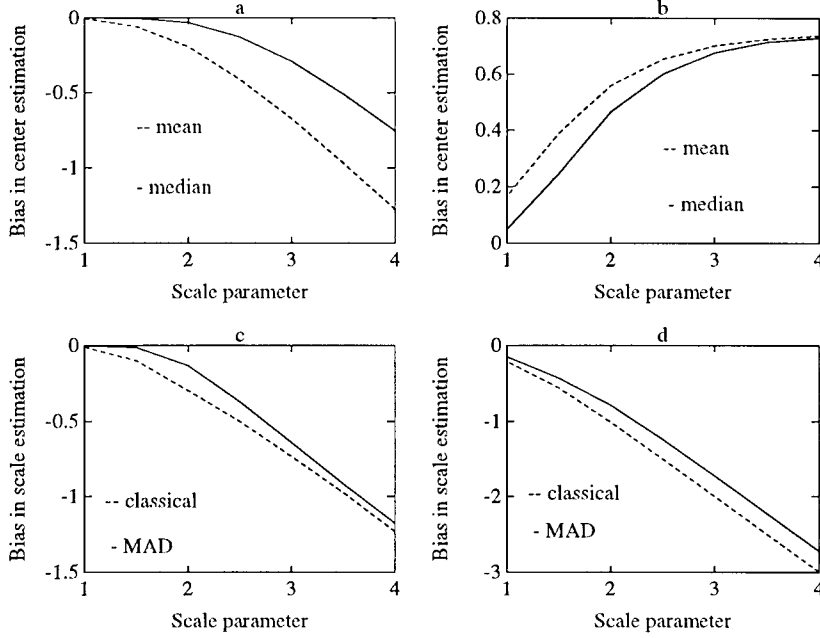 a
Bias in center estimation
0
-0.5
-1
-1.5
-- mean
- median
1 2 3 4
Scale parameter
b
Bias in center estimation
0.8
0.6
0.4
0.2
0
-- mean
- median
1 2 3 4
Scale parameter
c
Bias in scale estimation
0
-0.5
-1
-1.5
-- classical
- MAD
1 2 3 4
Scale parameter
d
Bias in scale estimation
0
-1
-2
-3
-- classical
- MAD
1 2 3 4
Scale parameter